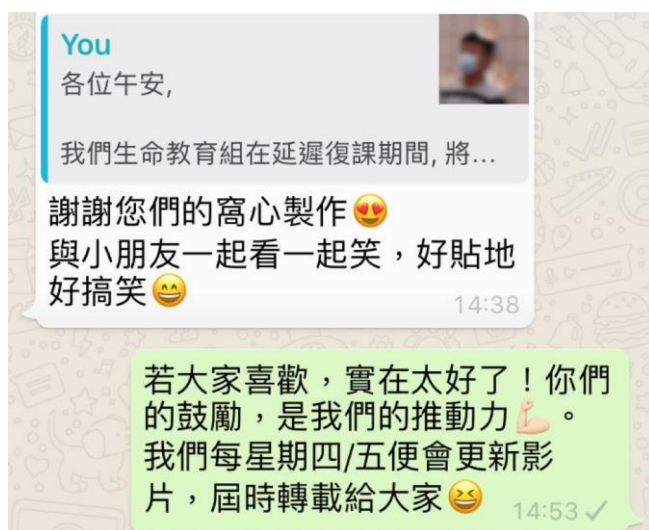 You
各位午安,
我們生命教育組在延遲復課期間, 將...
謝謝您們的窩心製作😍
與小朋友一起看一起笑，好貼地
好搞笑😄
14:38
若大家喜歡，實在太好了！你們
的鼓勵，是我們的推動力💪🏻。
我們每星期四/五便會更新影
片，屆時轉載給大家😆
14:53